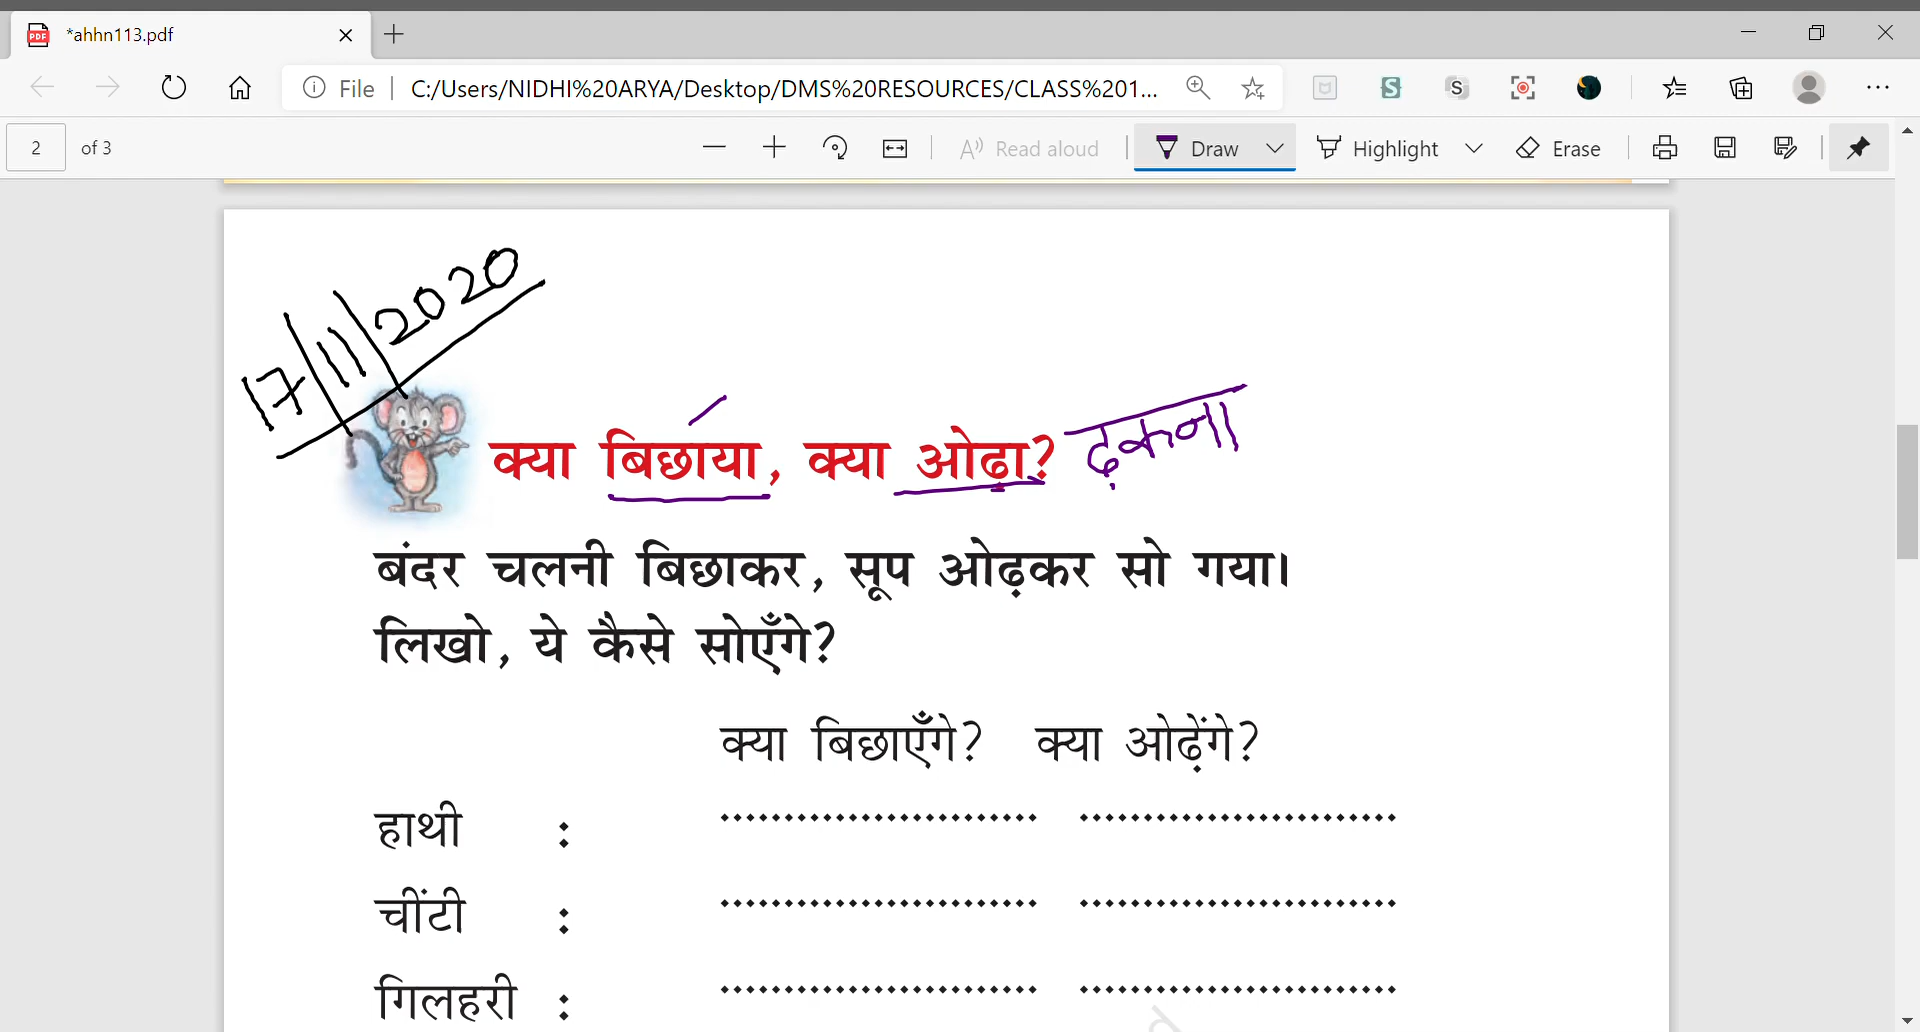 *ahhn113.pdf
File | C:/Users/NIDHI%20ARYA/Desktop/DMS%20RESOURCES/CLASS%201...
2 of 3 Read aloud Draw Highlight Erase
17/11/2020
क्या बिछाया, क्या ओढ़ा? ढ़कना
बंदर चलनी बिछाकर, सूप ओढ़कर सो गया।
लिखो, ये कैसे सोएँगे?
क्या बिछाएँगे? क्या ओढ़ेंगे?
हाथी : ........................ ........................
चींटी : ........................ ........................
गिलहरी : ........................ ........................